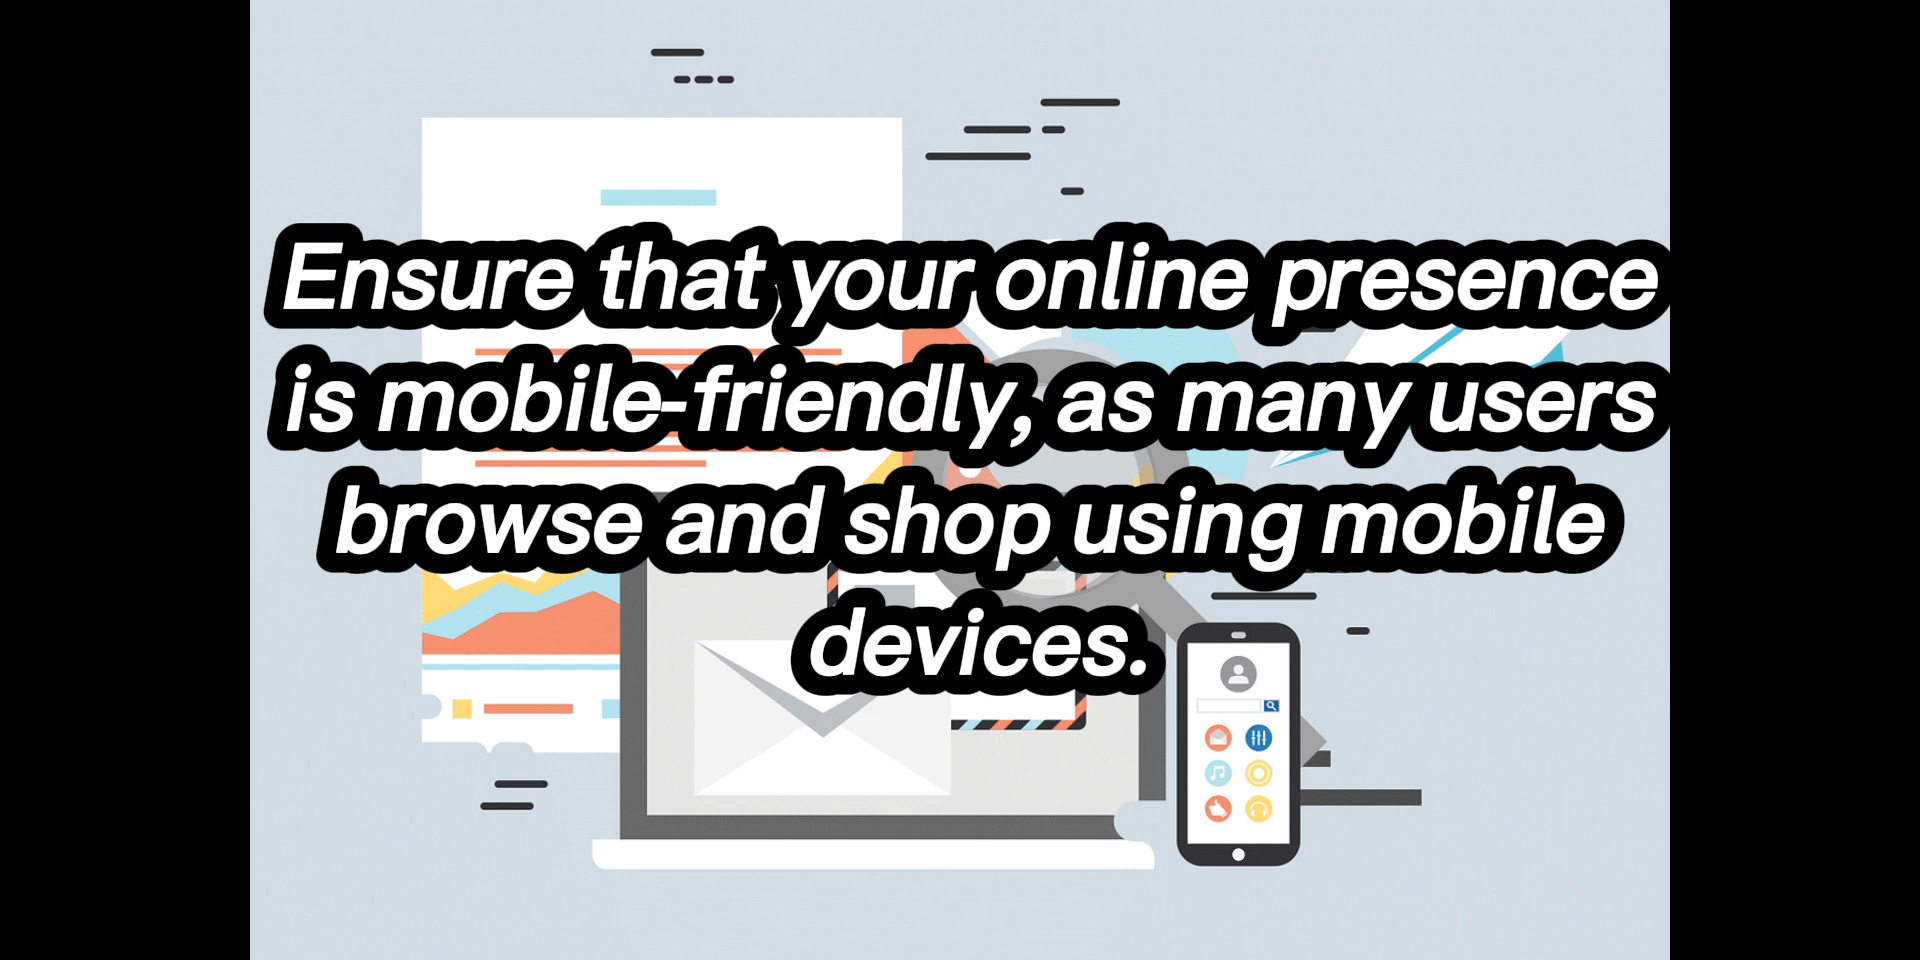 Ensure that your online presence
is mobile-friendly, as many users
browse and shop using mobile
devices.